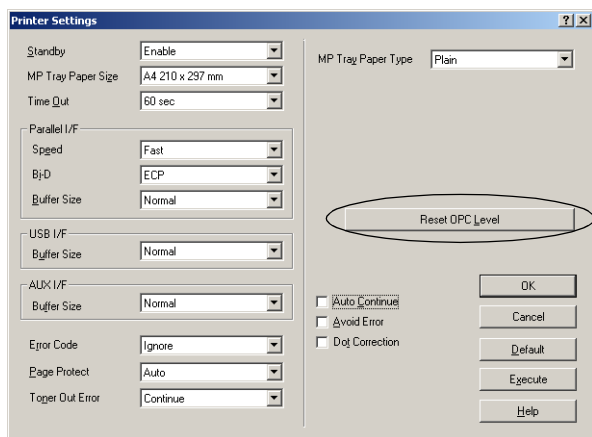 Printer Settings
Standby Enable
MP Tray Paper Size A4 210 x 297 mm
Time Out 60 sec
Parallel I/F
Speed Fast
Bi-D ECP
Buffer Size Normal
USB I/F
Buffer Size Normal
AUX I/F
Buffer Size Normal
Error Code Ignore
Page Protect Auto
Toner Out Error Continue
MP Tray Paper Type Plain
Reset OPC Level
Auto Continue
Avoid Error
Dot Correction
OK
Cancel
Default
Execute
Help